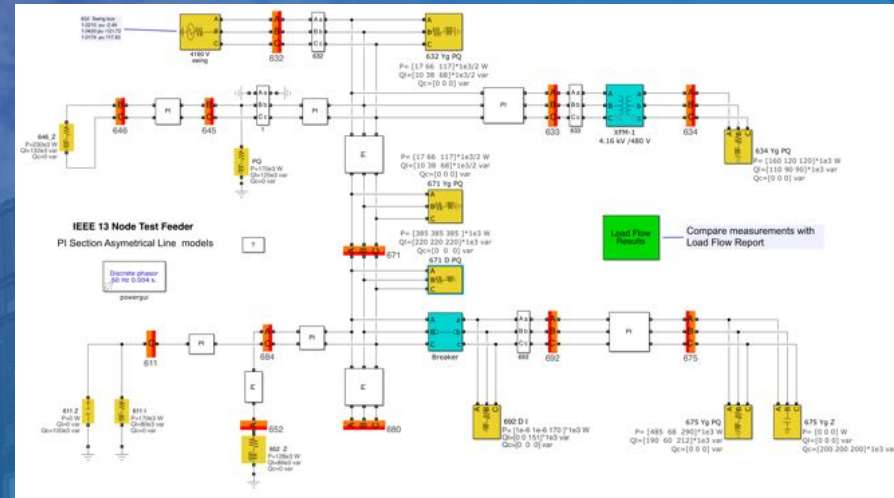 632 Swing bus
1.0210 pu -2.49
1.0420 pu -121.72
1.0174 pu 117.83
4160 V
swing
632
632
632 Yg PQ
P= [17 66 117]*1e3/2 W
Ql=[10 38 68]*1e3/2 var
Qc=[0 0 0] var
646_Z
P=230e3 W
Ql=132e3 var
Qc=0 var
646
PI
645
1
PI
PQ
P=170e3 W
Ql=125e3 var
Qc=0 var
PI
633
633
XFM-1
4.16 kV /480 V
634
634 Yg PQ
P= [160 120 120]*1e3 W
Ql=[110 90 90]*1e3 var
Qc=[0 0 0] var
PI
P= [17 66 117]*1e3/2 W
Ql=[10 38 68]*1e3/2 var
Qc=[0 0 0] var
671 Yg PQ
P= [385 385 385 ]*1e3 W
Ql=[220 220 220]*1e3 var
Qc=[0 0 0] var
671
671 D PQ
IEEE 13 Node Test Feeder
PI Section Asymetrical Line models
?
Discrete phasor
60 Hz 0.004 s.
powergui
Load Flow
Results
Compare measurements with
Load Flow Report
611
PI
684
PI
Breaker
692
692
PI
675
611 Z
P=0 W
Ql=0 var
Qc=100e3 var
611 I
P=170e3 W
Ql=80e3 var
Qc=0 var
PI
652
652 Z
P=128e3 W
Ql=86e3 var
Qc=0 var
PI
680
692 D I
P= [1e-6 1e-6 170 ]*1e3 W
Ql=[0 0 151]*1e3 var
Qc=[0 0 0] var
675 Yg PQ
P= [485 68 290]*1e3 W
Ql=[190 60 212]*1e3 var
Qc=[0 0 0] var
675 Yg Z
P= [0 0 0] W
Ql=[0 0 0] var
Qc=[200 200 200]*1e3 var